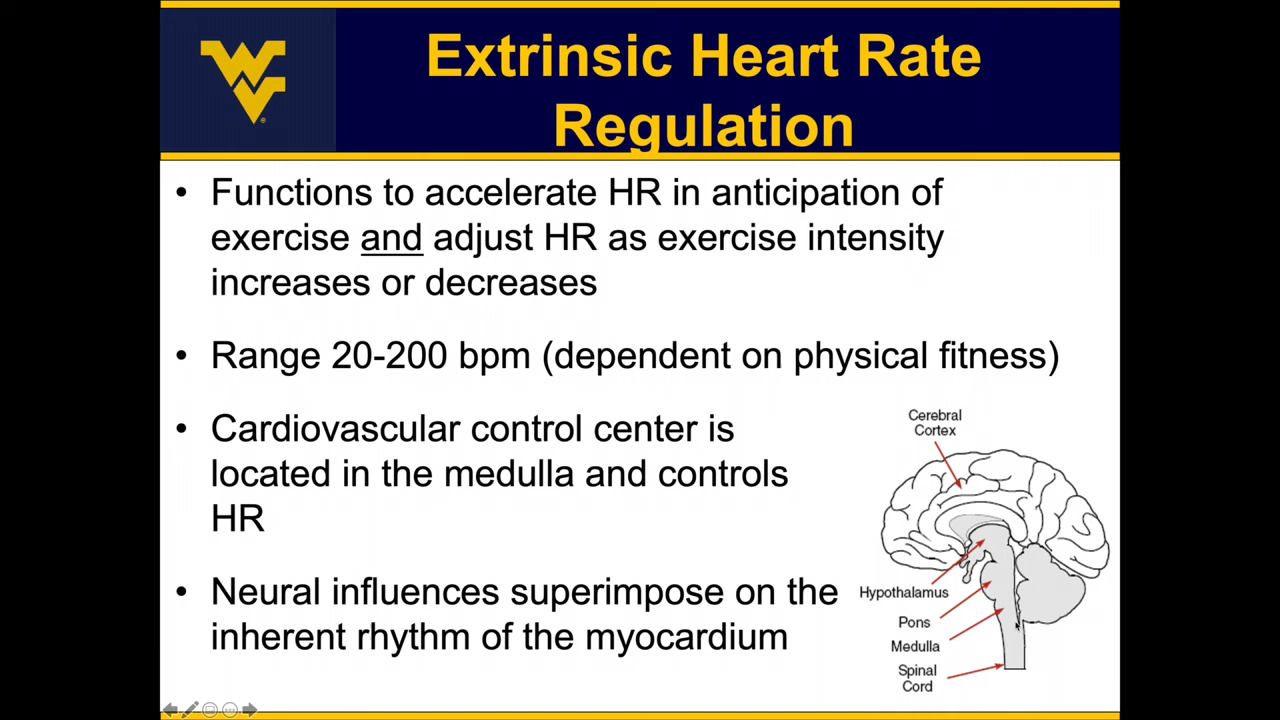 Extrinsic Heart Rate
Regulation
• Functions to accelerate HR in anticipation of
exercise and adjust HR as exercise intensity
increases or decreases
• Range 20-200 bpm (dependent on physical fitness)
• Cardiovascular control center is
located in the medulla and controls
HR
• Neural influences superimpose on the
inherent rhythm of the myocardium
Cerebral
Cortex
Hypothalamus
Pons
Medulla
Spinal
Cord